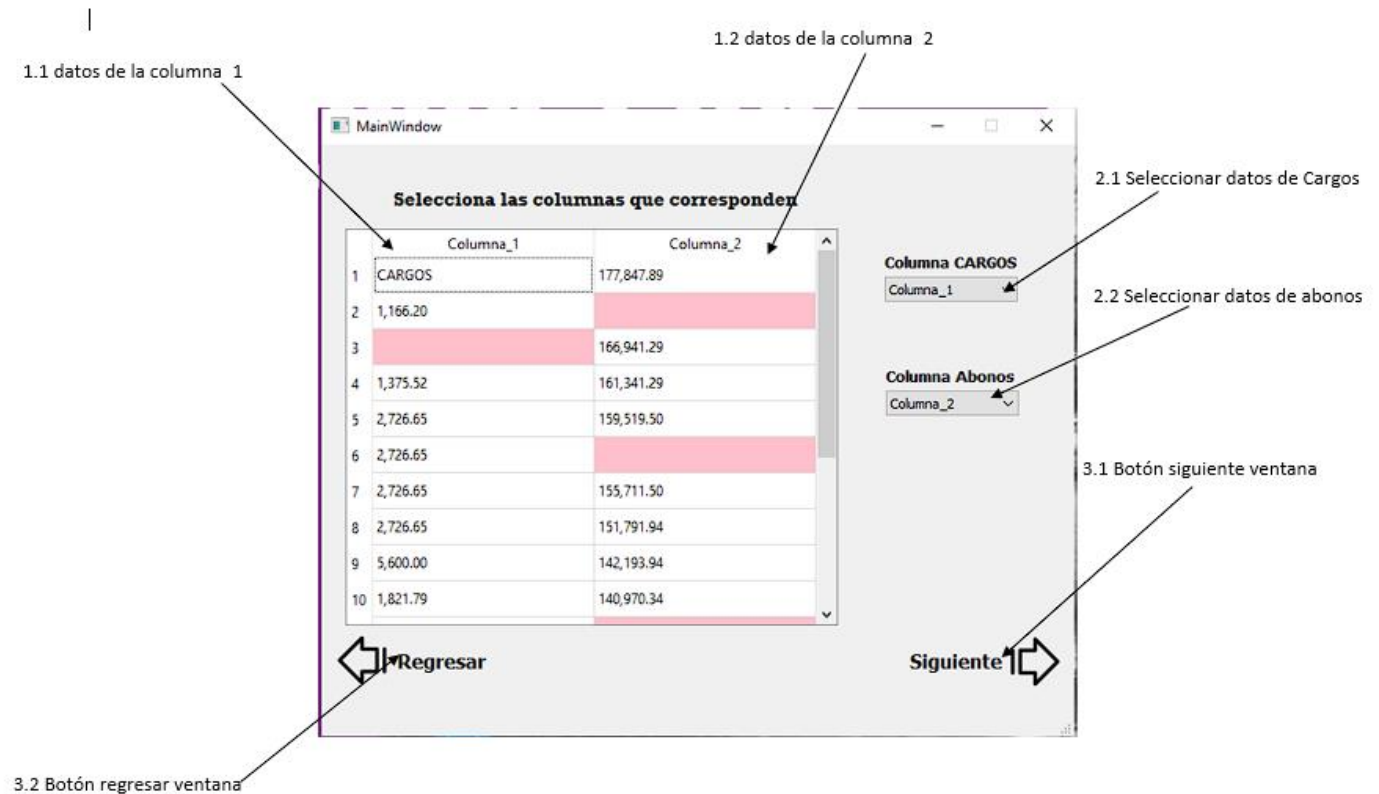 1.2 datos de la columna 2
1.1 datos de la columna 1
MainWindow
2.1 Seleccionar datos de Cargos
Selecciona las columnas que corresponden
Columna_1 Columna_2
1 CARGOS 177,847.89
2 1,166.20
3 166,941.29
4 1,375.52 161,341.29
5 2,726.65 159,519.50
6 2,726.65
7 2,726.65 155,711.50
8 2,726.65 151,791.94
9 5,600.00 142,193.94
10 1,821.79 140,970.34
Columna CARGOS
Columna_1
2.2 Seleccionar datos de abonos
Columna Abonos
Columna_2
3.1 Botón siguiente ventana
Regresar
Siguiente
3.2 Botón regresar ventana